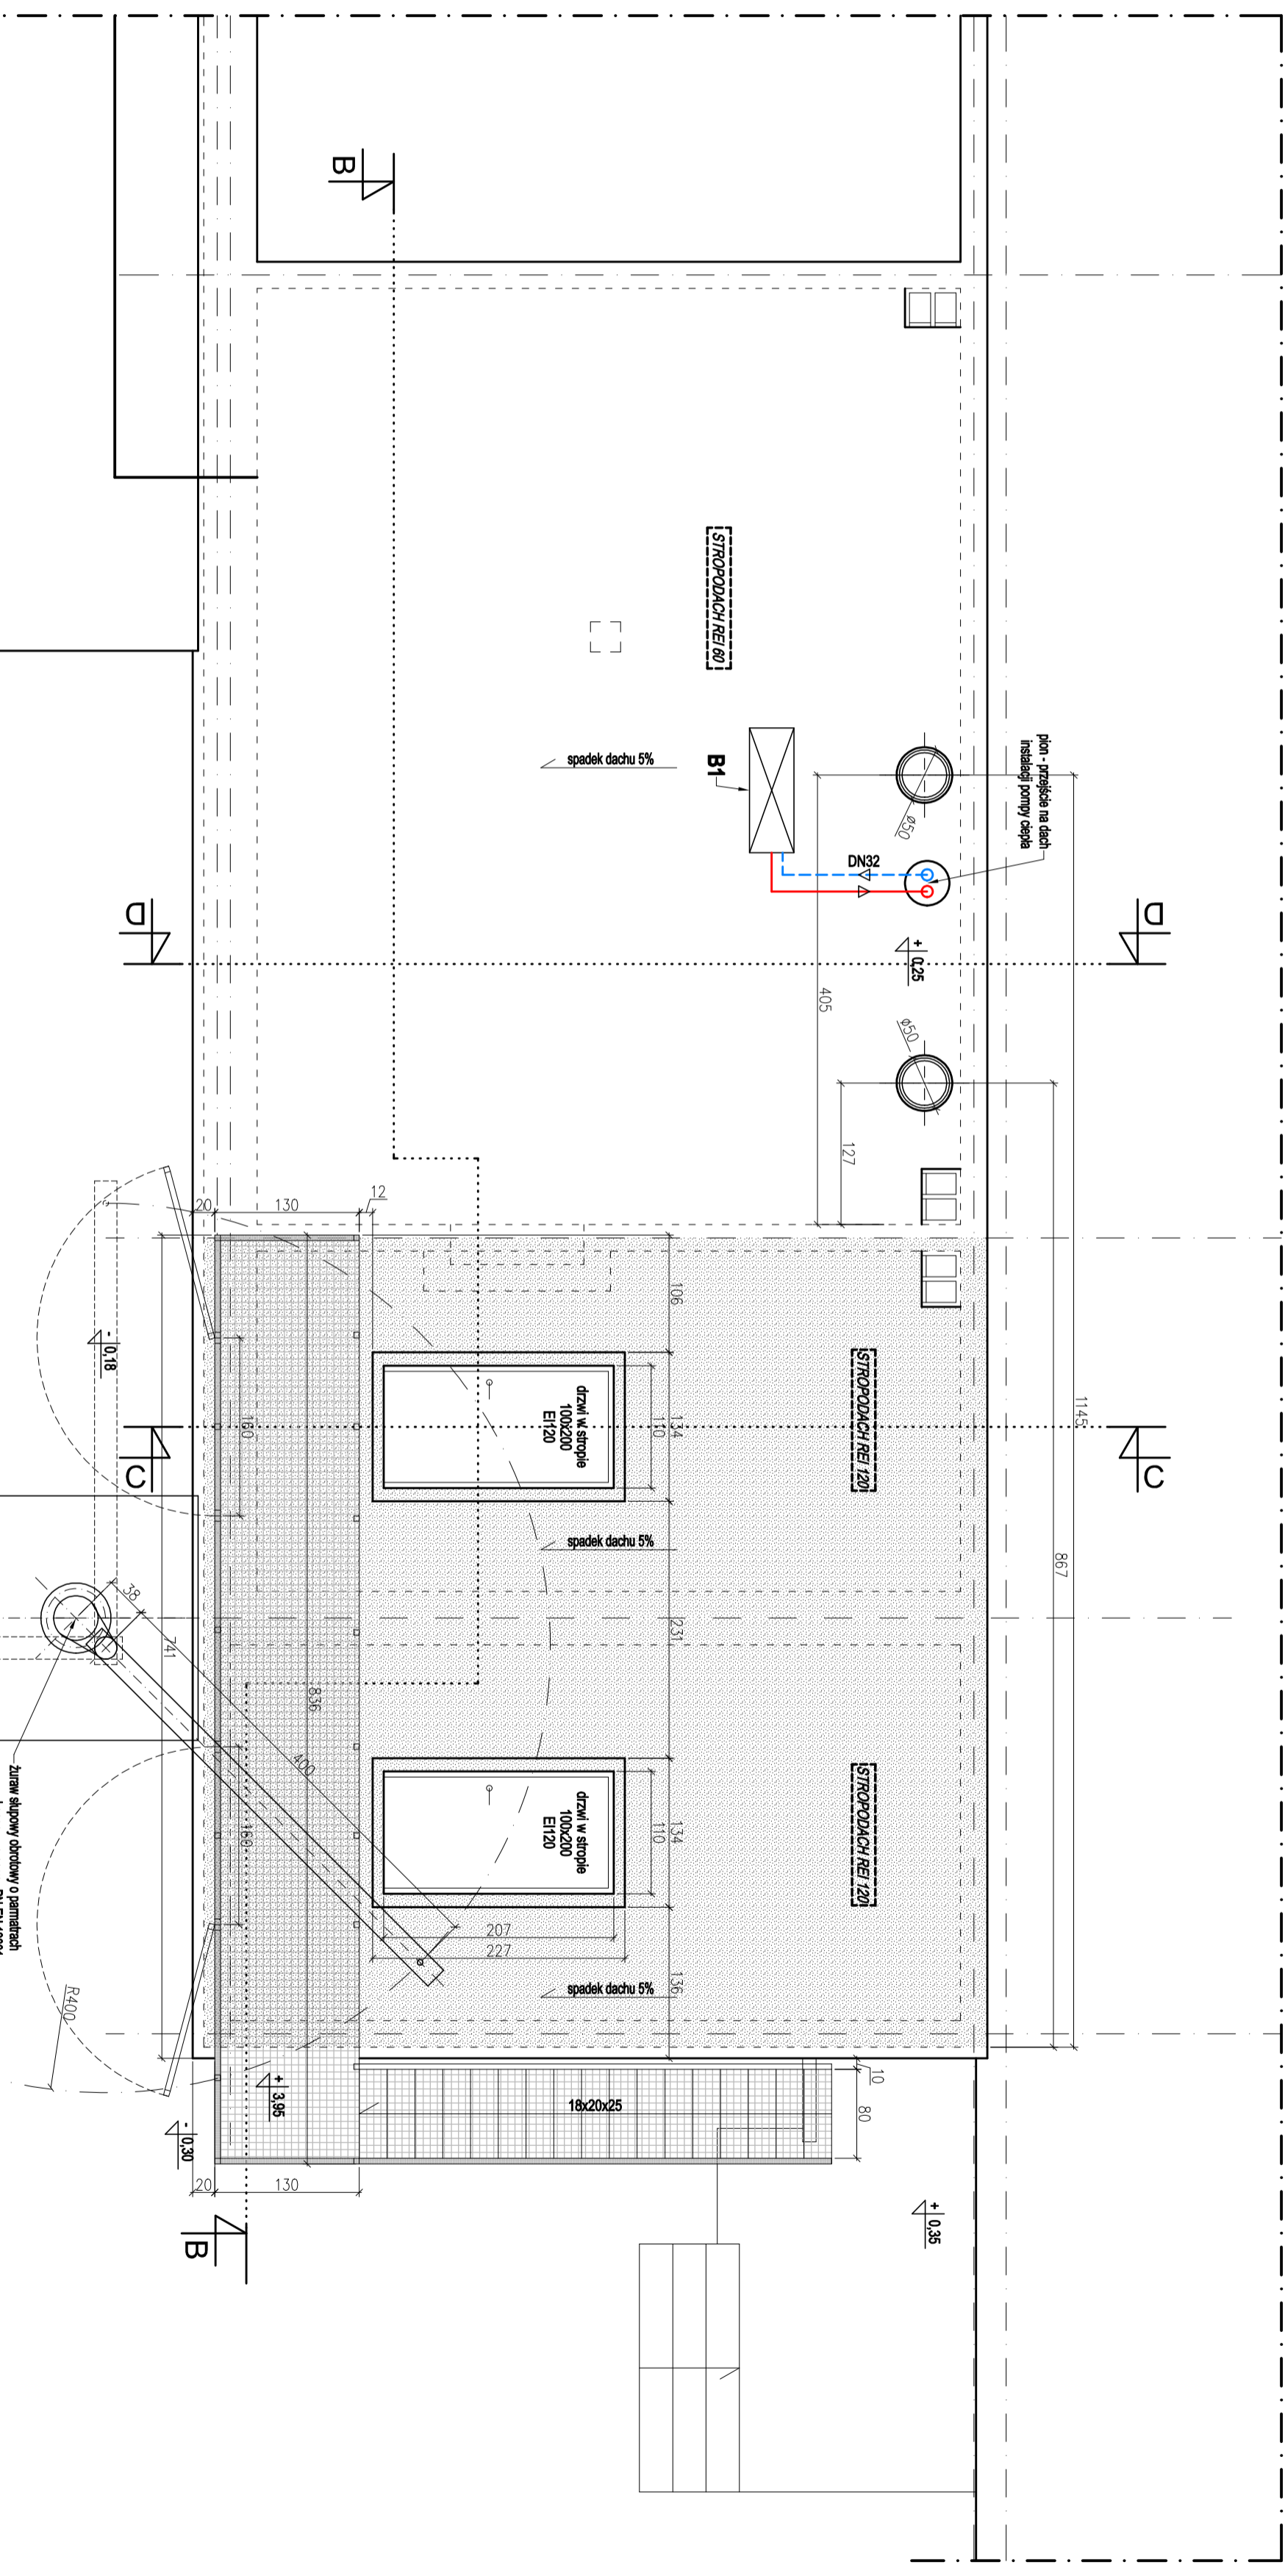 B
STROPODACH REI 60
spadek dachu 5%
B1
pion - przejście na dach
instalacji pompy ciepła
DN32
ø50
+ 0,25
405
ø50
127
1145
867
D
D
C
C
12
130
20
106
134
110
231
134
110
136
drzwi w stropie
100x200
EI120
STROPODACH REI 120
spadek dachu 5%
drzwi w stropie
100x200
EI120
STROPODACH REI 120
spadek dachu 5%
207
227
- 0,18
160
38
741
836
400
160
R400
+ 3,95
- 0,30
20
130
18x20x25
10
80
+ 0,35
B
żuraw słupowy obrotowy o parmatrach